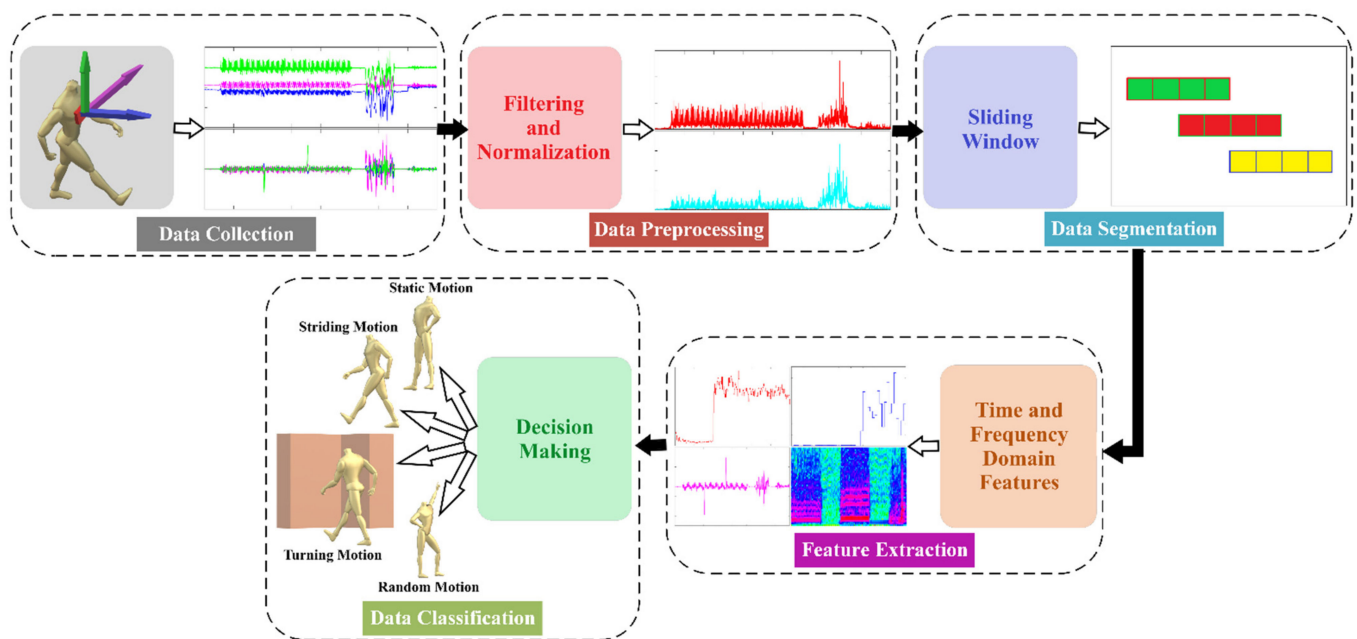 Filtering
and
Normalization
Sliding
Window
Data Collection
Data Preprocessing
Data Segmentation
Static Motion
Striding Motion
Decision
Making
Turning Motion
Random Motion
Data Classification
Time and
Frequency
Domain
Features
Feature Extraction